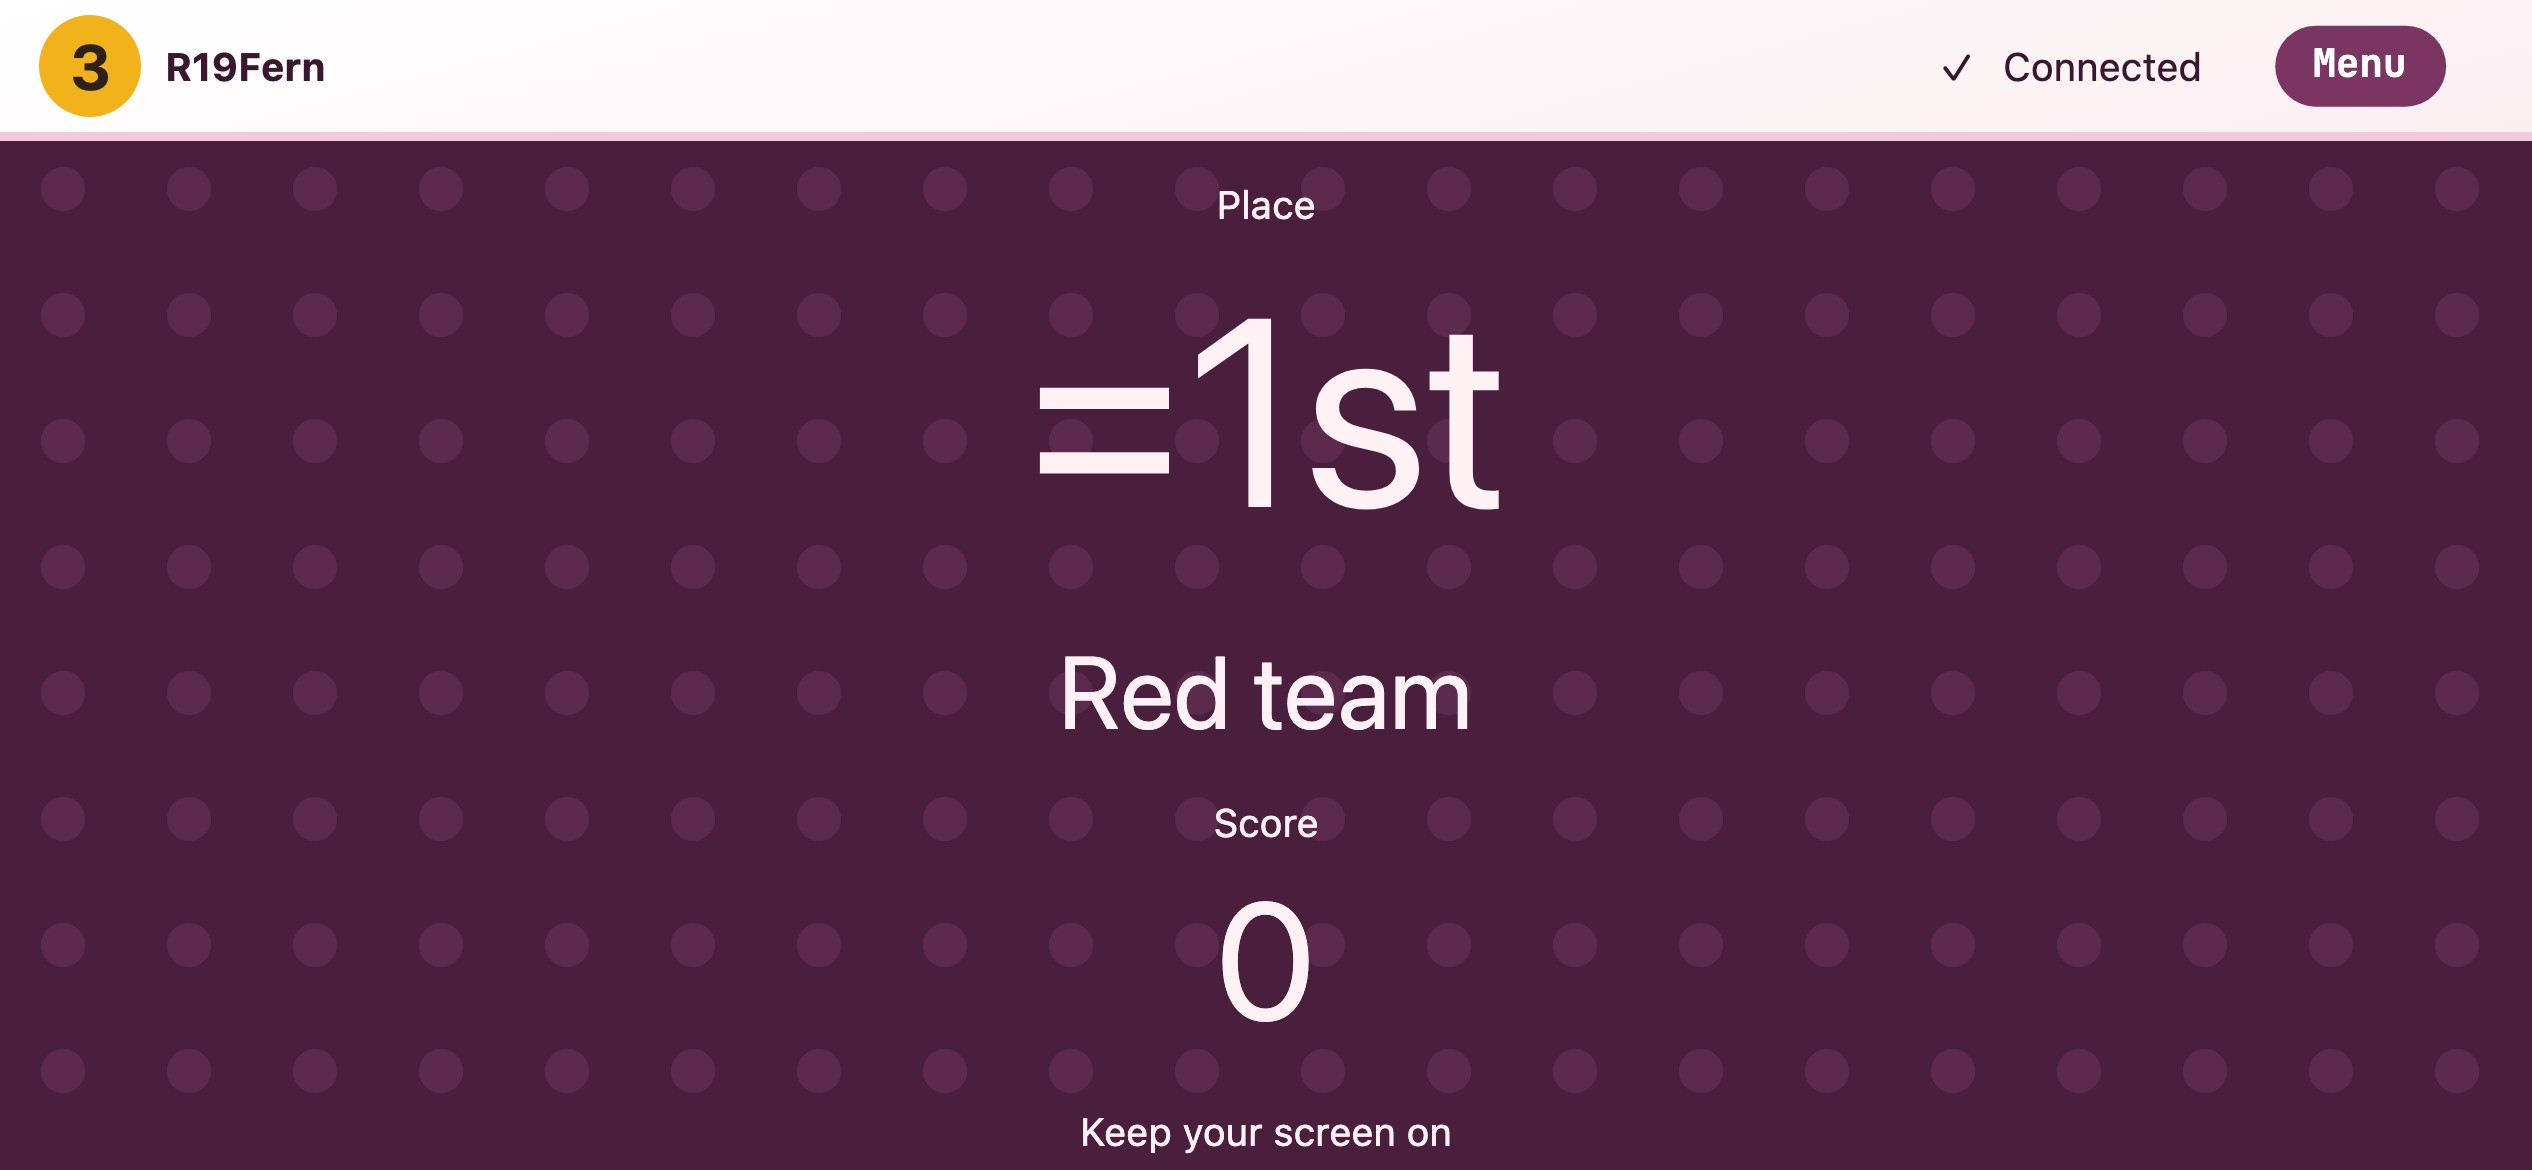 3 R19Fern ✓ Connected Menu
Place
=1st
Red team
Score
0
Keep your screen on